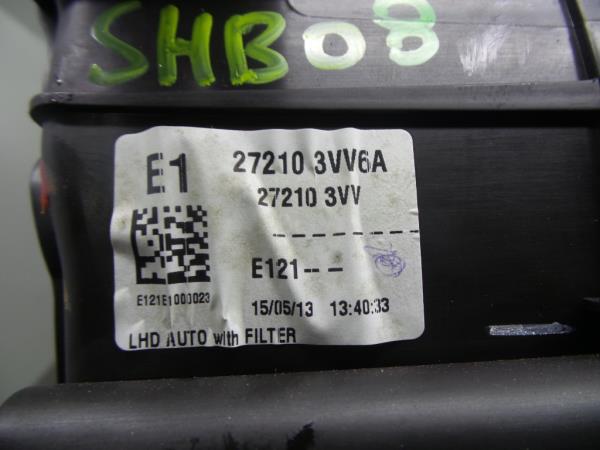 SHB08
E1 27210 3VV6A
27210 3VV
E121-- -
E121E1000023
15/05/13 13:40:33
LHD AUTO with FILTER